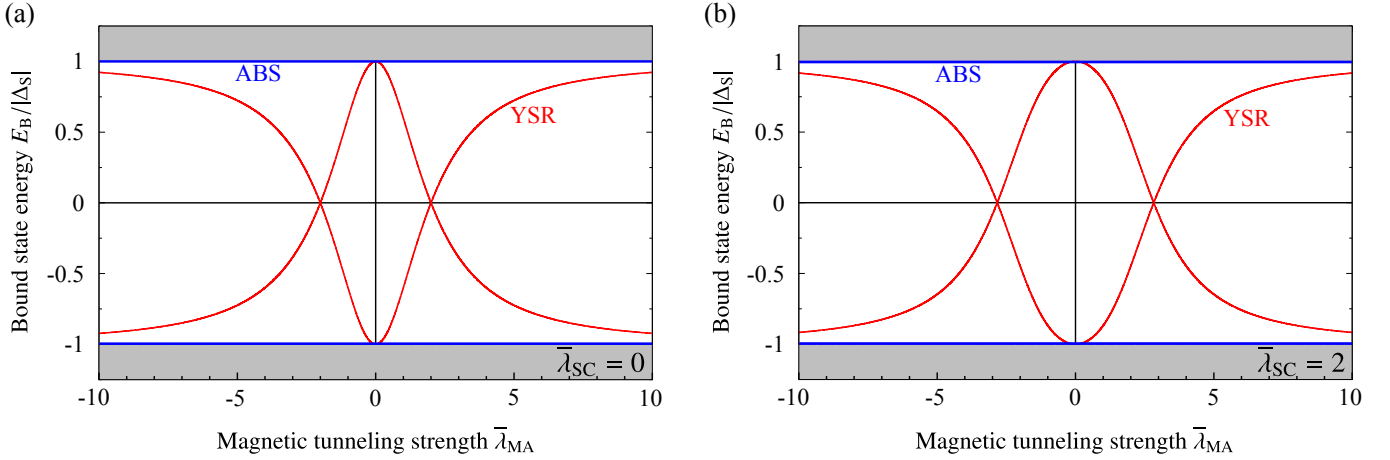 (a)
Bound state energy E_B/|Δ_S|
1
0.5
0
-0.5
-1
ABS
YSR
λ̅_SC = 0
-10 -5 0 5 10
Magnetic tunneling strength λ̅_MA
(b)
Bound state energy E_B/|Δ_S|
1
0.5
0
-0.5
-1
ABS
YSR
λ̅_SC = 2
-10 -5 0 5 10
Magnetic tunneling strength λ̅_MA